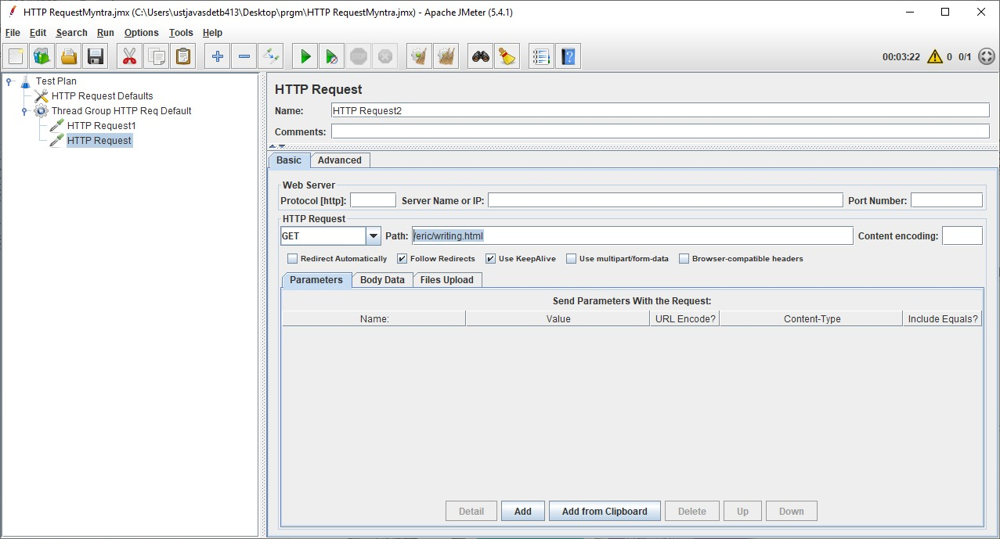 HTTP RequestMyntra.jmx (C:\Users\ustjavasdetb413\Desktop\prgm\HTTP RequestMyntra.jmx) - Apache JMeter (5.4.1)
File Edit Search Run Options Tools Help
STOP 00:03:22 0 0/1
Test Plan
HTTP Request Defaults
Thread Group HTTP Req Default
HTTP Request1
HTTP Request
HTTP Request
Name: HTTP Request2
Comments:
Basic Advanced
Web Server
Protocol [http]: Server Name or IP: Port Number:
HTTP Request
GET Path: /eric/writing.html Content encoding:
Redirect Automatically Follow Redirects Use KeepAlive Use multipart/form-data Browser-compatible headers
Parameters Body Data Files Upload
Send Parameters With the Request:
Name: Value URL Encode? Content-Type Include Equals?
Detail Add Add from Clipboard Delete Up Down